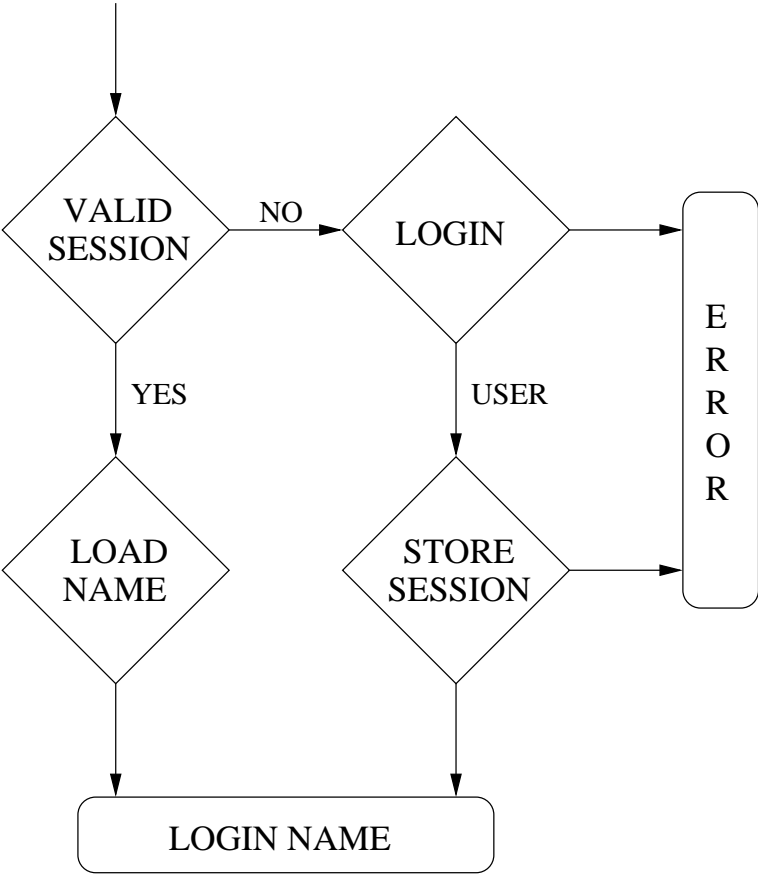 VALID
SESSION
NO
LOGIN
YES
USER
LOAD
NAME
STORE
SESSION
E
R
R
O
R
LOGIN NAME